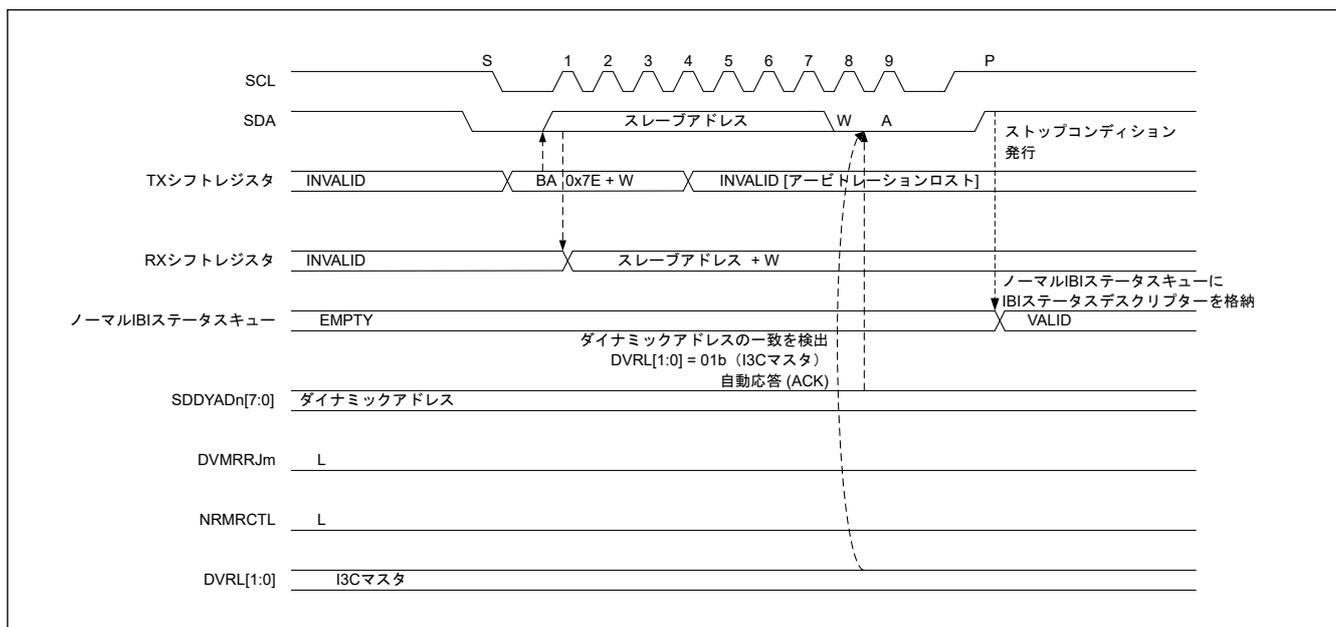 S 1 2 3 4 5 6 7 8 9 P
SCL
SDA スレーブアドレス W A
ストップコンディション
発行
TXシフトレジスタ INVALID BA 0x7E + W INVALID [アービトレーションロスト]
RXシフトレジスタ INVALID スレーブアドレス + W
ノーマルIBIステータスキューに
IBIステータスデスクリプターを格納
ノーマルIBIステータスキュー EMPTY VALID
ダイナミックアドレスの一致を検出
DVRL[1:0] = 01b（I3Cマスタ）
自動応答 (ACK)
SDDYADn[7:0] ダイナミックアドレス
DVMRRJm L
NRMRCTL L
DVRL[1:0] I3Cマスタ